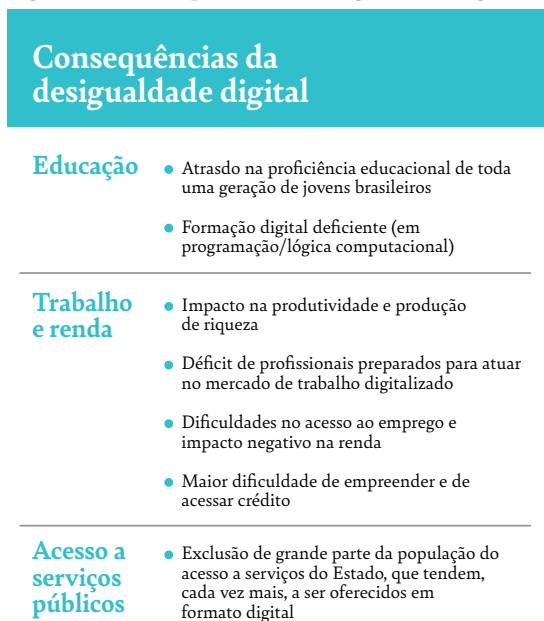 Consequências da
desigualdade digital
Educação
Atrasdo na proficiência educacional de toda
uma geração de jovens brasileiros
Formação digital deficiente (em
programação/lógica computacional)
Trabalho
e renda
Impacto na produtividade e produção
de riqueza
Déficit de profissionais preparados para atuar
no mercado de trabalho digitalizado
Dificuldades no acesso ao emprego e
impacto negativo na renda
Maior dificuldade de empreender e de
acessar crédito
Acesso a
serviços
públicos
Exclusão de grande parte da população do
acesso a serviços do Estado, que tendem,
cada vez mais, a ser oferecidos em
formato digital